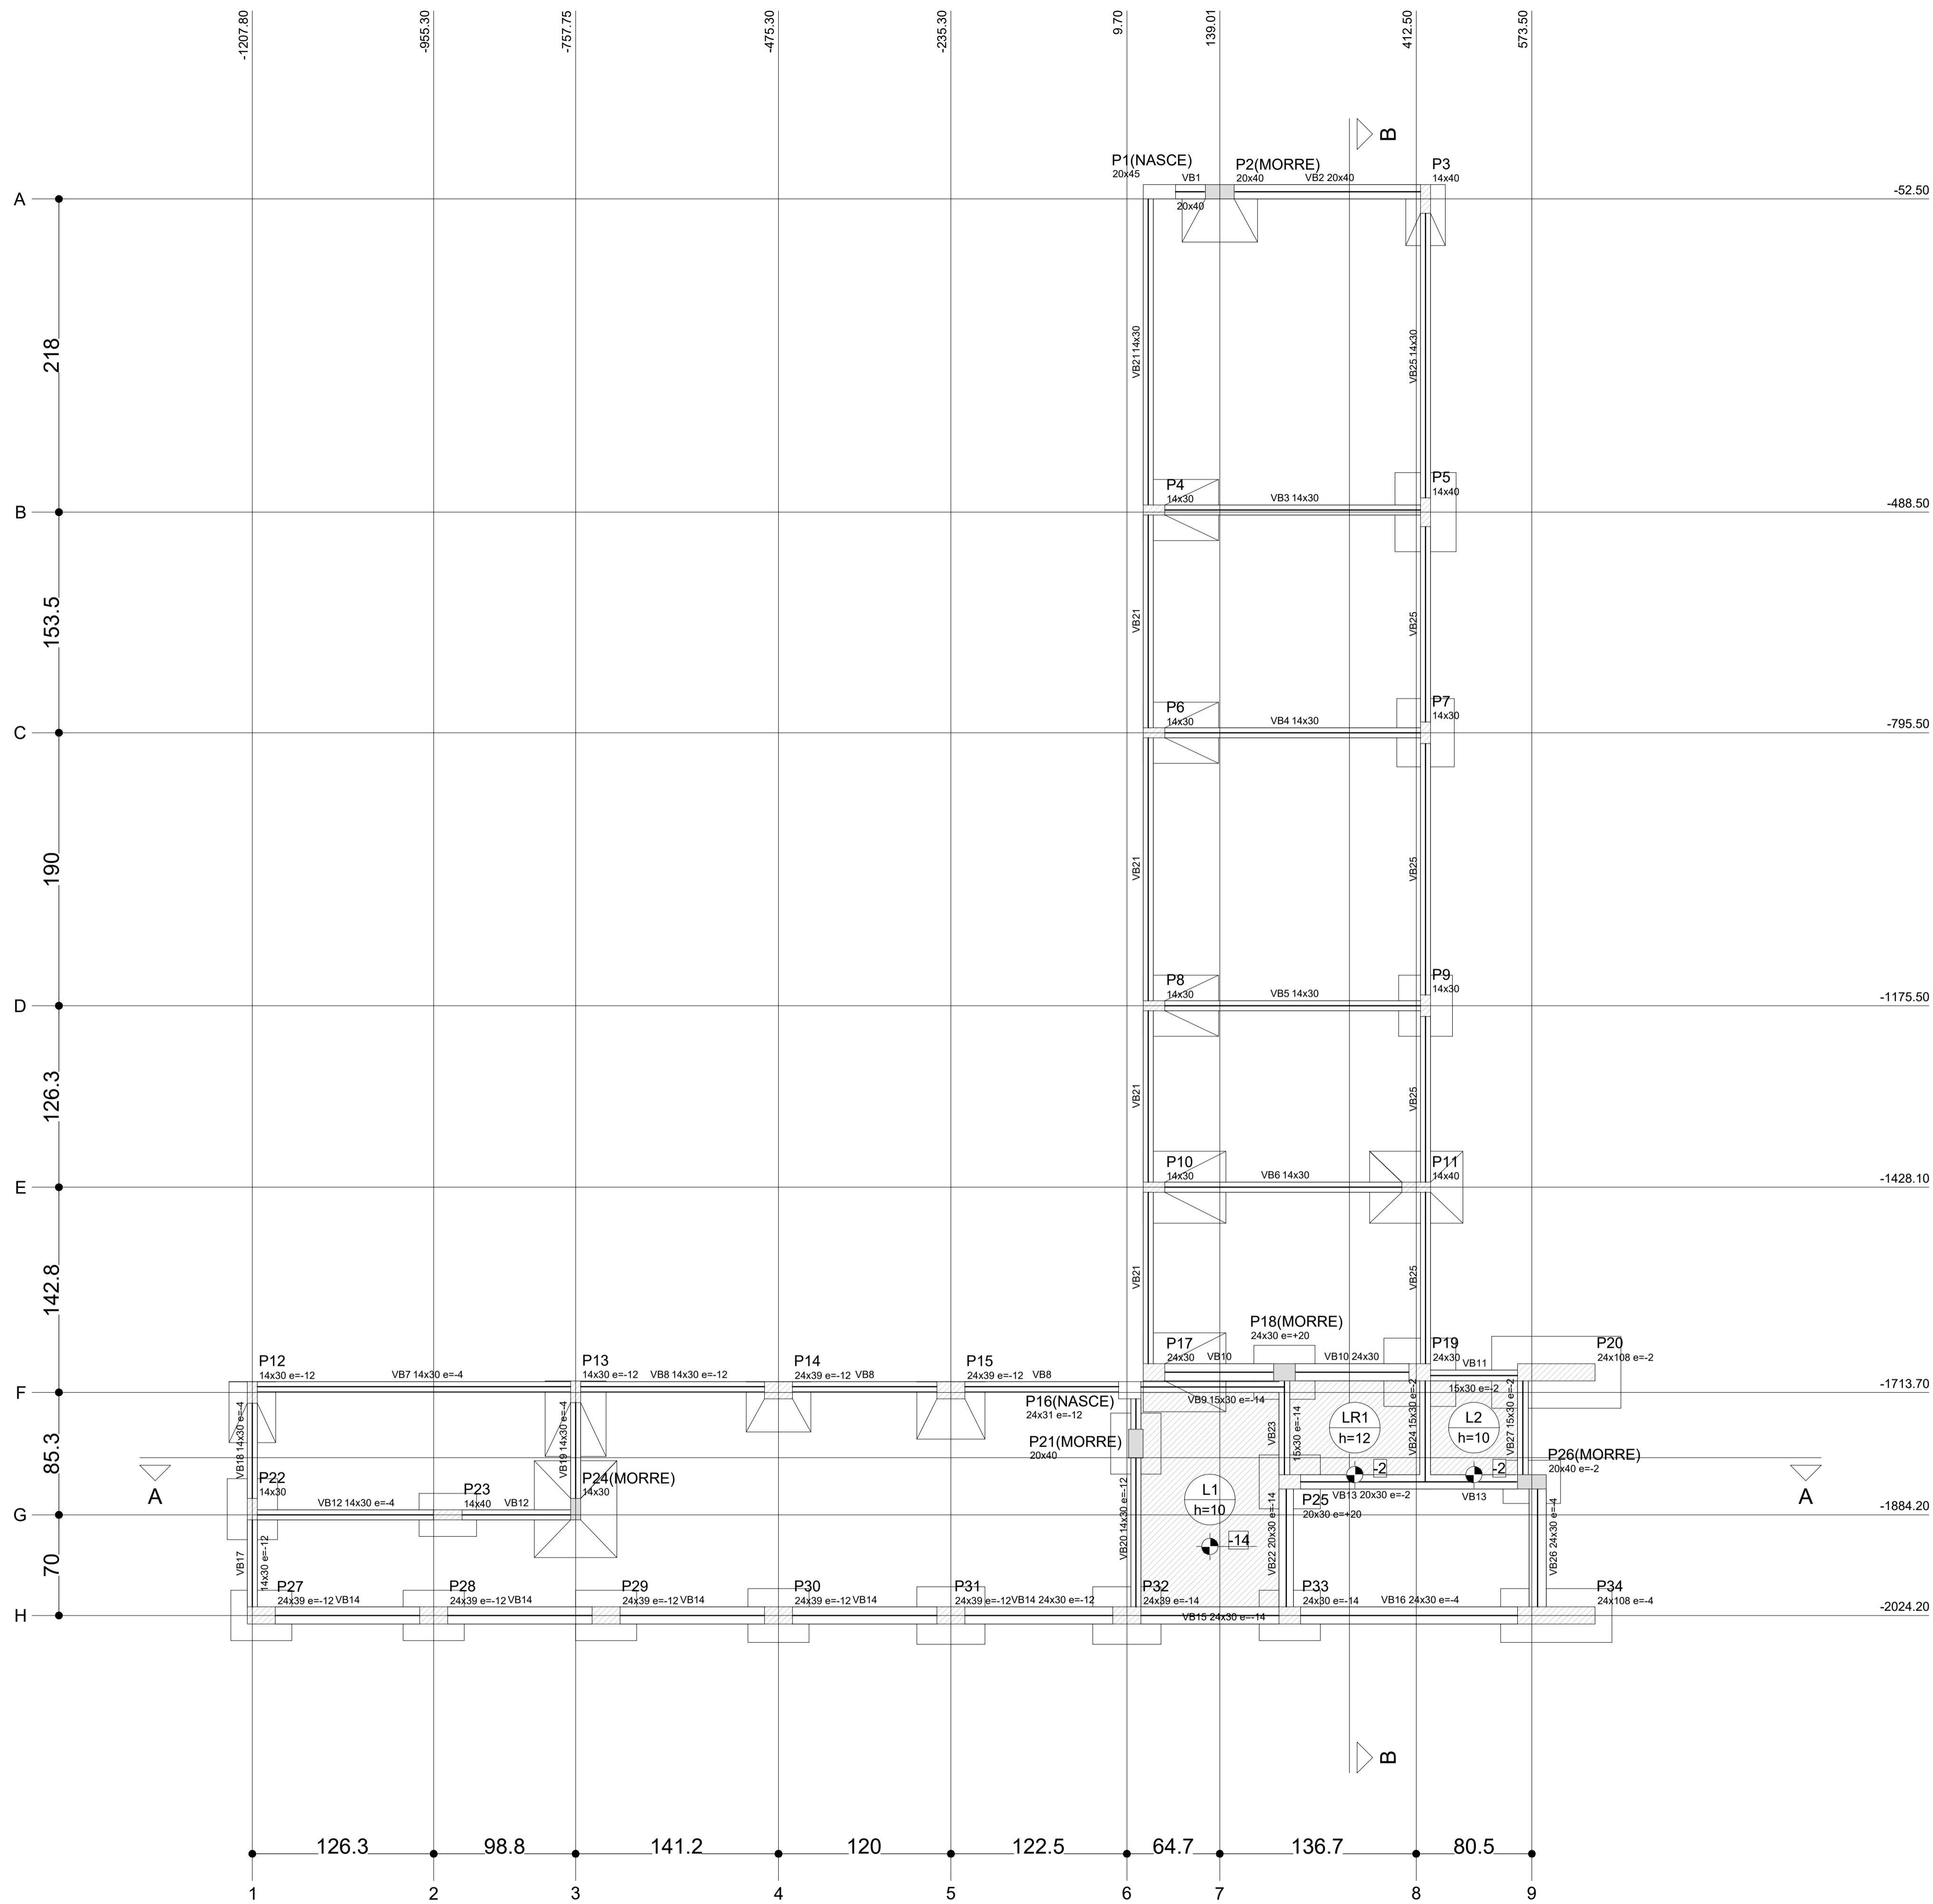 -1207.80
-955.30
-757.75
-475.30
-235.30
9.70
139.01
412.50
573.50
B
P1(NASCE)
20x45
VB1
20x40
P2(MORRE)
20x40
VB2 20x40
P3
14x40
A
-52.50
218
VB21 14x30
VB25 14x30
P4
14x30
VB3 14x30
P5
14x40
B
-488.50
153.5
VB21
VB25
P6
14x30
VB4 14x30
P7
14x30
C
-795.50
190
VB21
VB25
P8
14x30
VB5 14x30
P9
14x30
D
-1175.50
126.3
VB21
VB25
P10
14x30
VB6 14x30
P11
14x40
E
-1428.10
142.8
VB21
VB25
P18(MORRE)
24x30 e=+20
P17
24x30
VB10
VB10 24x30
P19
24x30
VB11
15x30 e=-2
P20
24x108 e=-2
P12
14x30 e=-12
VB7 14x30 e=-4
P13
14x30 e=-12
VB8 14x30 e=-12
P14
24x39 e=-12
VB8
P15
24x39 e=-12
VB8
F
-1713.70
P16(NASCE)
24x31 e=-12
VB9 15x30 e=-14
85.3
VB18 14x30 e=-4
VB19 14x30 e=-4
P21(MORRE)
20x40
VB23
15x30 e=-14
LR1
h=12
VB24 15x30 e=-2
L2
h=10
VB27 15x30 e=-2
P26(MORRE)
20x40 e=-2
A
A
-2
-2
P22
14x30
VB12 14x30 e=-4
P23
14x40
VB12
P24(MORRE)
14x30
L1
h=10
P25
20x30 e=+20
VB13 20x30 e=-2
VB13
G
-1884.20
-14
70
VB17
14x30 e=-12
VB20 14x30 e=-12
VB22 20x30 e=-14
VB26 24x30 e=-4
P27
24x39 e=-12
VB14
P28
24x39 e=-12
VB14
P29
24x39 e=-12
VB14
P30
24x39 e=-12
VB14
P31
24x39 e=-12
VB14 24x30 e=-12
P32
24x39 e=-14
VB15 24x30 e=-14
P33
24x30 e=-14
VB16 24x30 e=-4
P34
24x108 e=-4
H
-2024.20
B
126.3
98.8
141.2
120
122.5
64.7
136.7
80.5
1
2
3
4
5
6
7
8
9